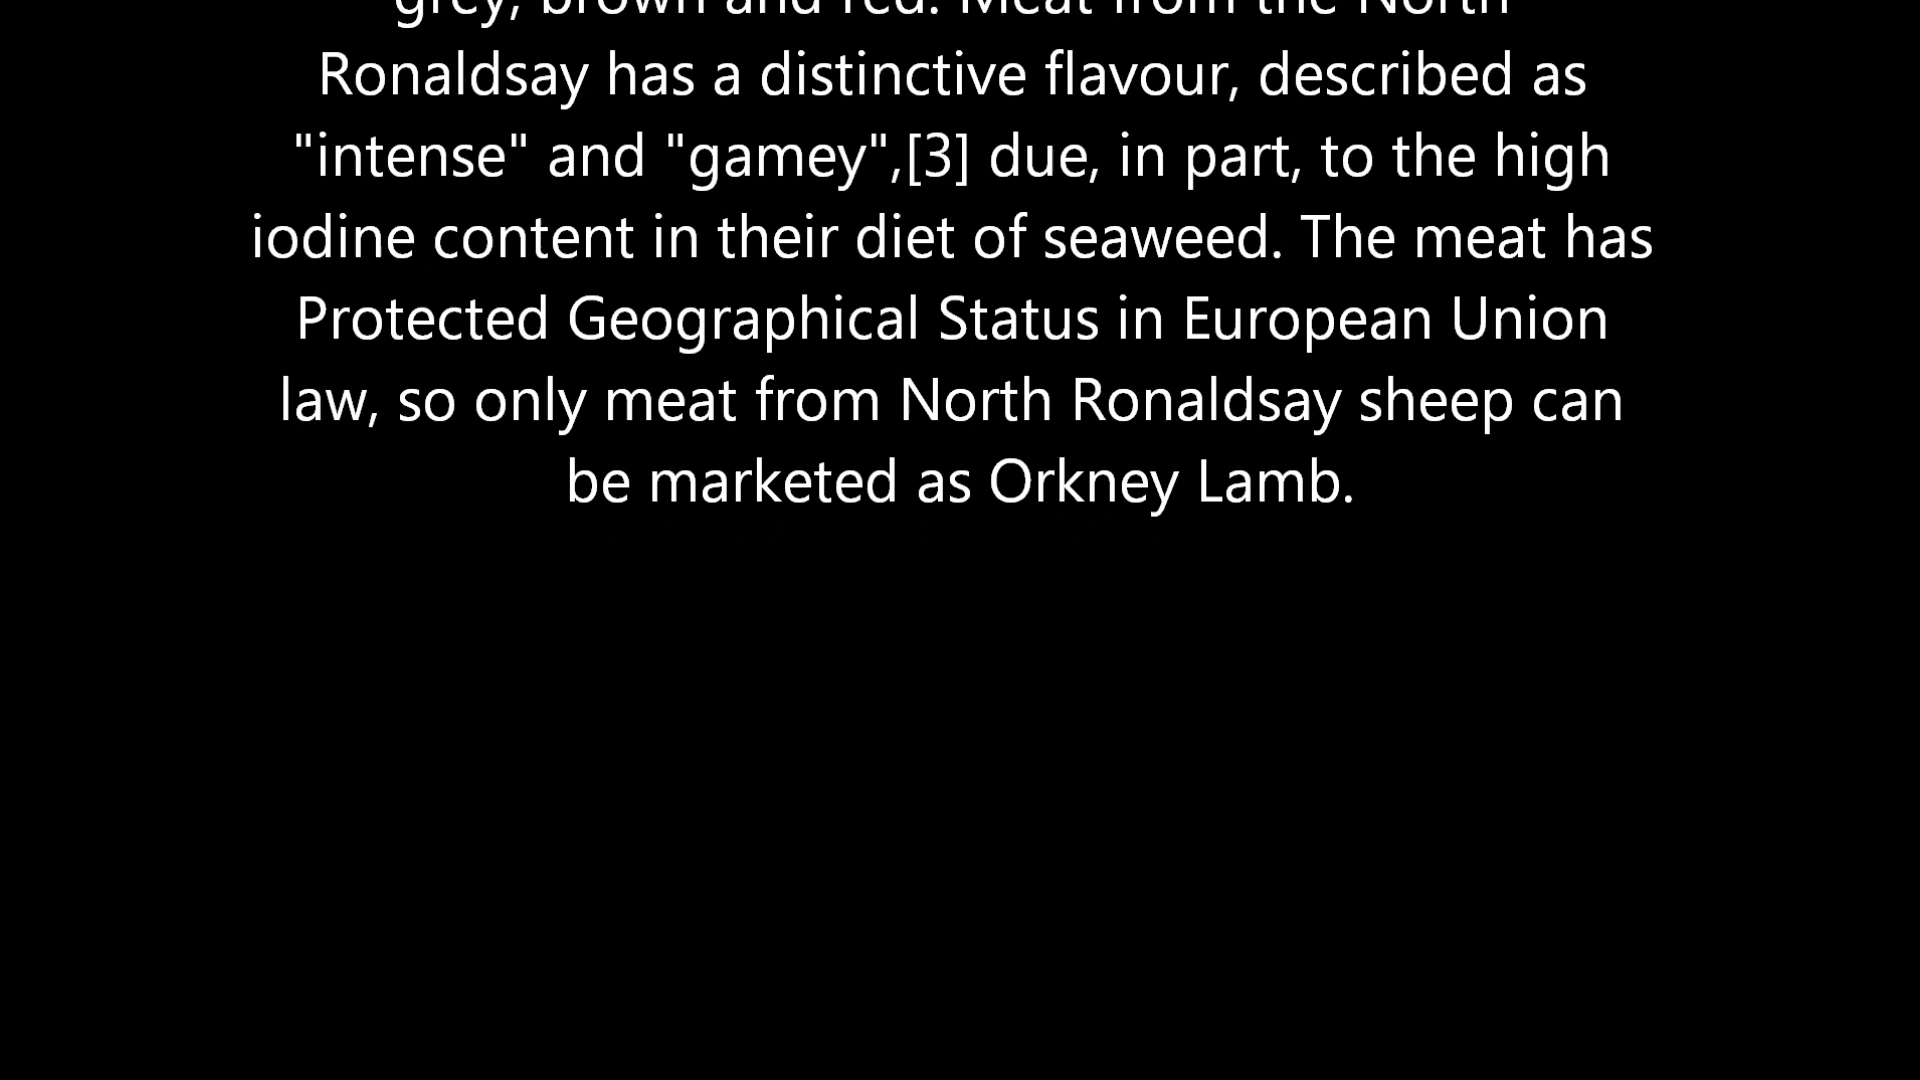 grey, brown and red. Meat from the North
Ronaldsay has a distinctive flavour, described as
"intense" and "gamey",[3] due, in part, to the high
iodine content in their diet of seaweed. The meat has
Protected Geographical Status in European Union
law, so only meat from North Ronaldsay sheep can
be marketed as Orkney Lamb.